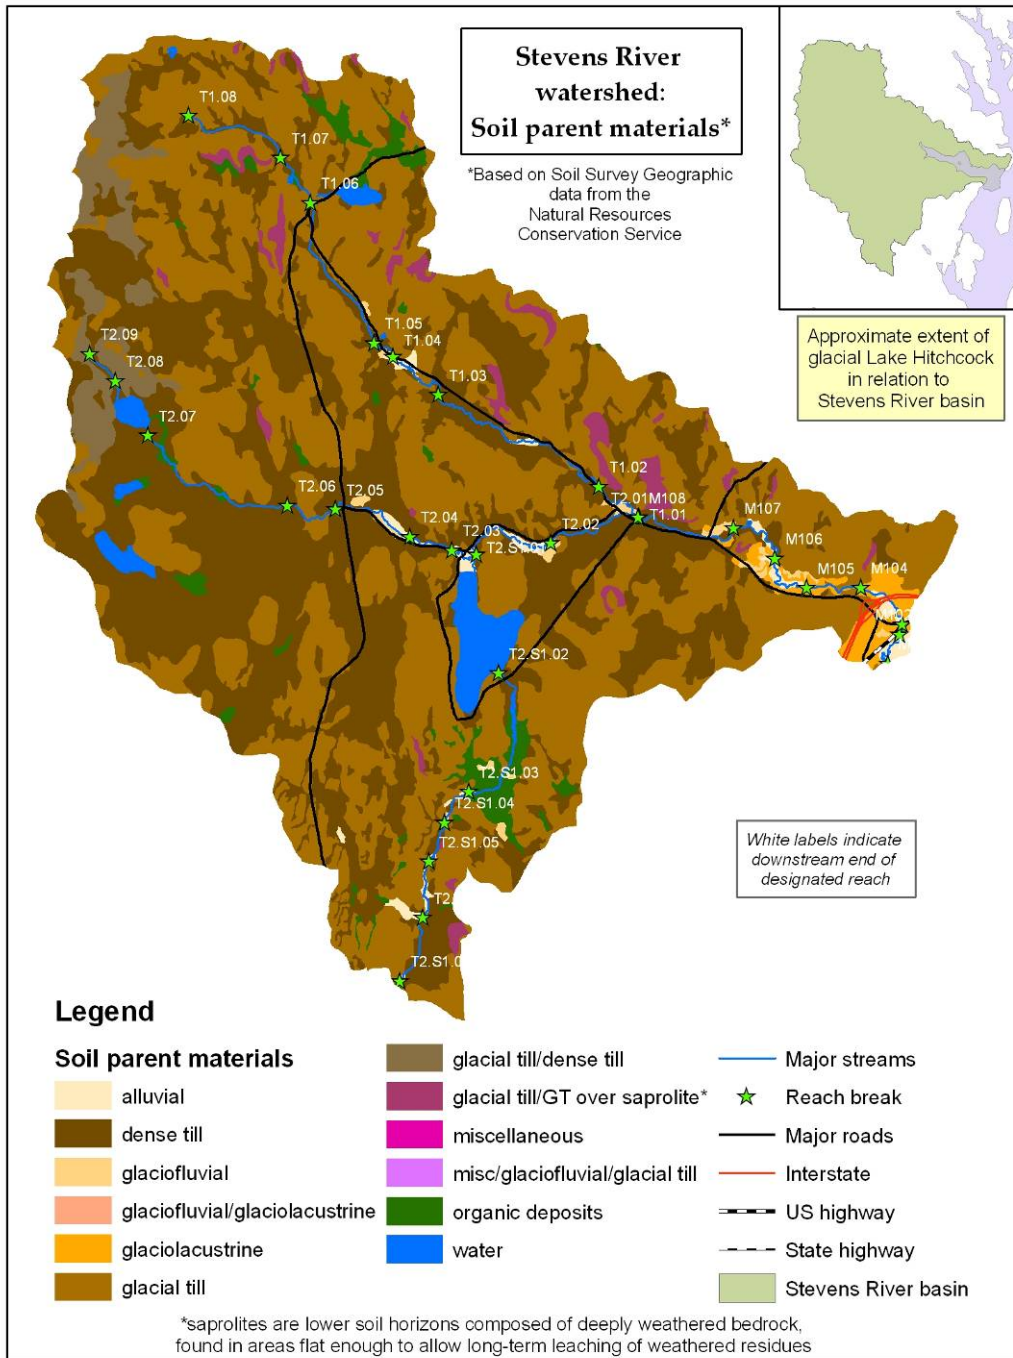 Stevens River
watershed:
Soil parent materials*
*Based on Soil Survey Geographic
data from the
Natural Resources
Conservation Service
Approximate extent of
glacial Lake Hitchcock
in relation to
Stevens River basin
T1.08
T1.07
T1.06
T1.05
T1.04
T1.03
T2.09
T2.08
T2.07
T1.02
T2.06
T2.05
T2.01
M108
T1.01
M107
T2.04
T2.03
T2.02
M106
M105
M104
T2.S1.02
T2.S1.03
T2.S1.04
T2.S1.05
White labels indicate
downstream end of
designated reach
Legend
Soil parent materials
alluvial
dense till
glaciofluvial
glaciofluvial/glaciolacustrine
glaciolacustrine
glacial till
glacial till/dense till
glacial till/GT over saprolite*
miscellaneous
misc/glaciofluvial/glacial till
organic deposits
water
Major streams
Reach break
Major roads
Interstate
US highway
State highway
Stevens River basin
*saprolites are lower soil horizons composed of deeply weathered bedrock,
found in areas flat enough to allow long-term leaching of weathered residues